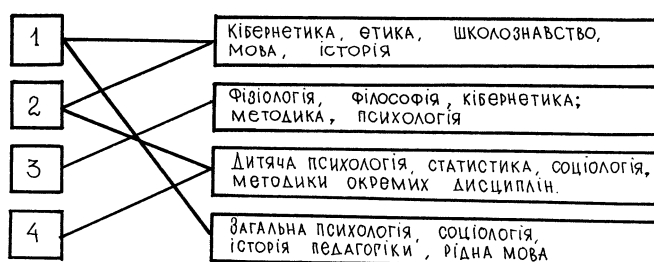 1
Кібернетика, етика, школознавство,
мова, історія
2
Фізіологія, філософія, кібернетика;
методика, психологія
3
Дитяча психологія, статистика, соціологія,
методики окремих дисциплін.
4
Загальна психологія, соціологія,
історія педагогіки, рідна мова